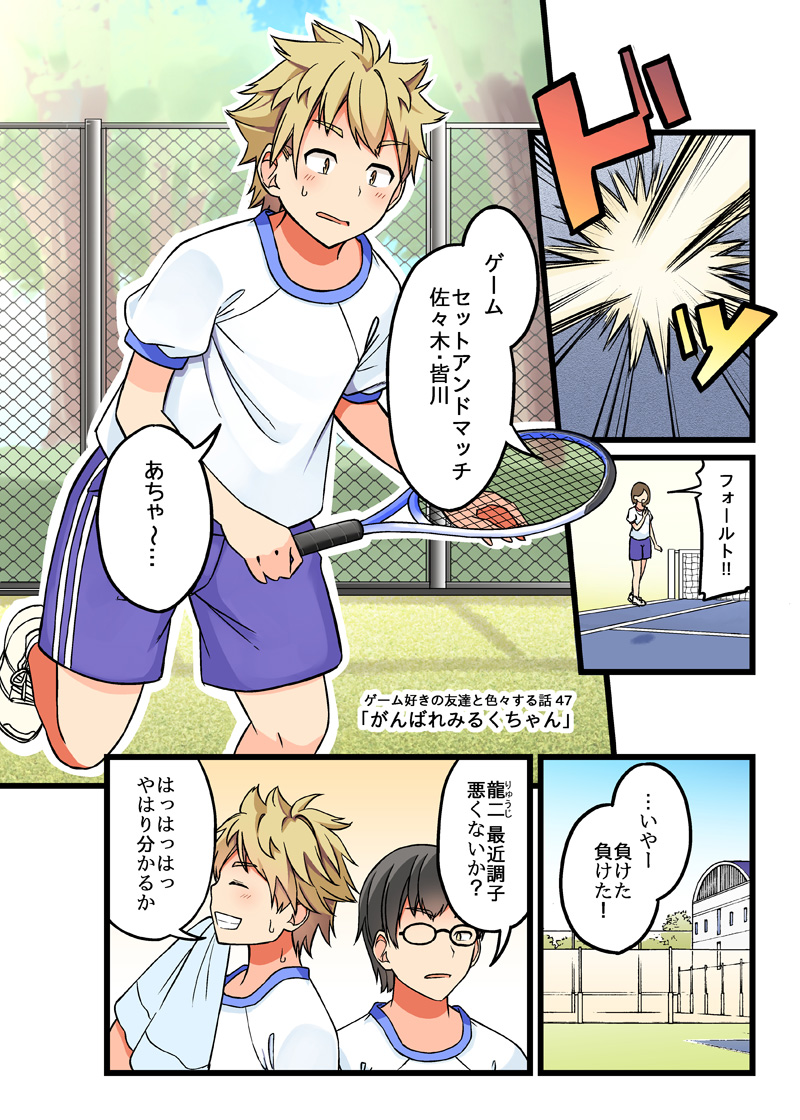 ドッ
フォールト!!
ゲーム
セットアンドマッチ
佐々木・皆川
あちゃ〜…
ゲーム好きの友達と色々する話 47
「がんばれみるくちゃん」
…いやー
負けた
負けた！
龍二 最近調子
りゅうじ
悪くないか？
はっはっはっ
やはり分かるか